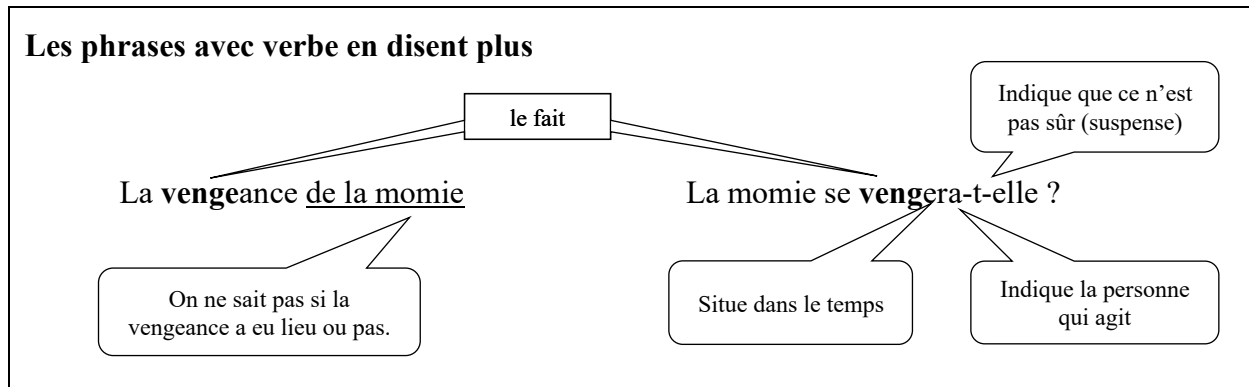 Les phrases avec verbe en disent plus
le fait
Indique que ce n’est
pas sûr (suspense)
La vengeance de la momie
La momie se vengera-t-elle ?
On ne sait pas si la
vengeance a eu lieu ou pas.
Situe dans le temps
Indique la personne
qui agit